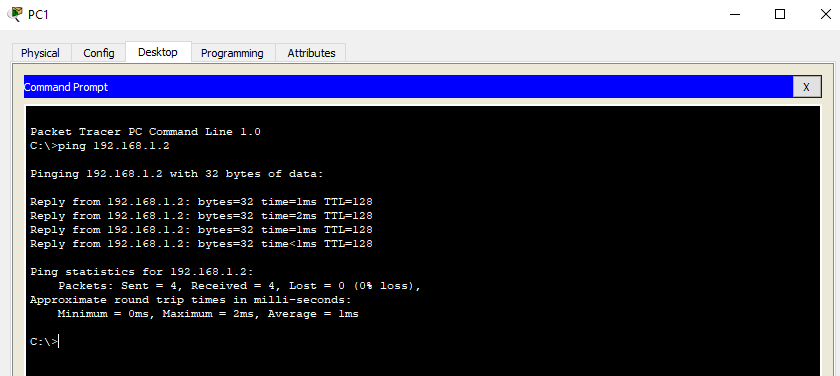 PC1
Physical Config Desktop Programming Attributes
Command Prompt X
Packet Tracer PC Command Line 1.0
C:\>ping 192.168.1.2
Pinging 192.168.1.2 with 32 bytes of data:
Reply from 192.168.1.2: bytes=32 time=1ms TTL=128
Reply from 192.168.1.2: bytes=32 time=2ms TTL=128
Reply from 192.168.1.2: bytes=32 time=1ms TTL=128
Reply from 192.168.1.2: bytes=32 time<1ms TTL=128
Ping statistics for 192.168.1.2:
Packets: Sent = 4, Received = 4, Lost = 0 (0% loss),
Approximate round trip times in milli-seconds:
Minimum = 0ms, Maximum = 2ms, Average = 1ms
C:\>